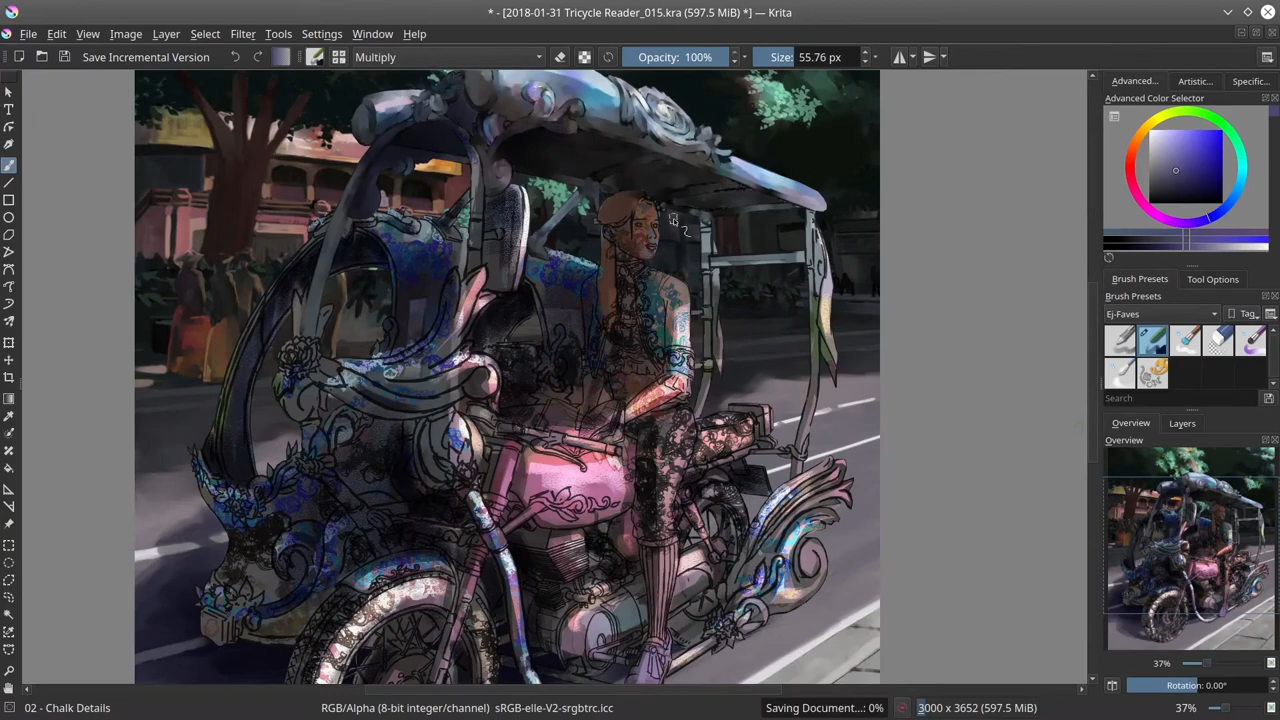 * - [2018-01-31 Tricycle Reader_015.kra (597.5 MiB) *] — Krita
File Edit View Image Layer Select Filter Tools Settings Window Help
Save Incremental Version Multiply Opacity: 100% Size: 55.76 px
Advanced... Artistic... Specific...
Advanced Color Selector
Brush Presets Tool Options
Brush Presets
Ej-Faves Tag
Search
Overview Layers
Overview
37%
Rotation: 0.00°
02 - Chalk Details RGB/Alpha (8-bit integer/channel) sRGB-elle-V2-srgbtrc.icc Saving Document...: 0% 3000 x 3652 (597.5 MiB) 37%